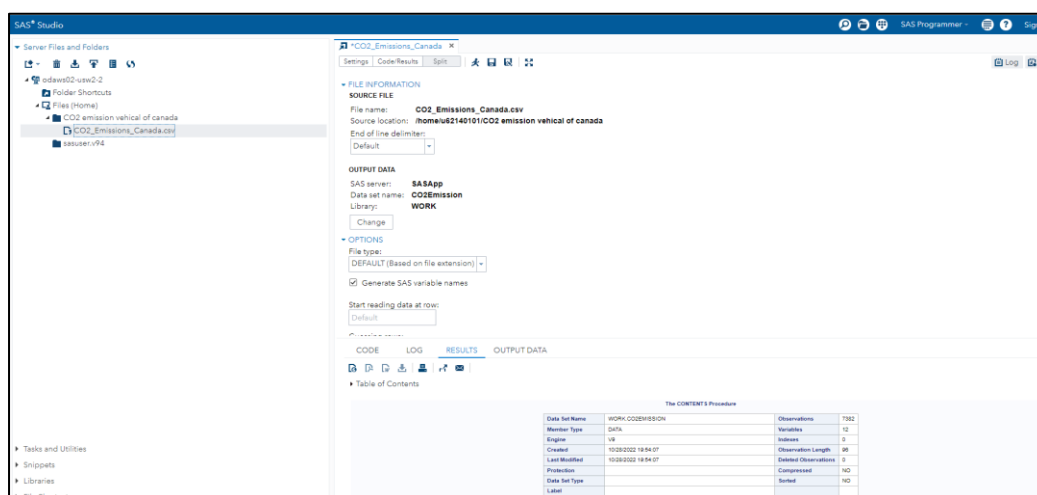 SAS® Studio
SAS Programmer
Server Files and Folders
odaws02-usw2-2
Folder Shortcuts
Files (Home)
CO2 emission vehical of canada
CO2_Emissions_Canada.csv
sasuser.v94
Tasks and Utilities
Snippets
Libraries
*CO2_Emissions_Canada ×
Settings Code/Results Split
Log
FILE INFORMATION
SOURCE FILE
File name: CO2_Emissions_Canada.csv
Source location: /home/u62140101/CO2 emission vehical of canada
End of line delimiter:
Default
OUTPUT DATA
SAS server: SASApp
Data set name: CO2Emission
Library: WORK
Change
OPTIONS
File type:
DEFAULT (Based on file extension)
Generate SAS variable names
Start reading data at row:
Default
CODE LOG RESULTS OUTPUT DATA
Table of Contents
The CONTENTS Procedure
Data Set Name WORK.CO2EMISSION Observations 7382
Member Type DATA Variables 12
Engine V9 Indexes 0
Created 10/28/2022 19:54:07 Observation Length 96
Last Modified 10/28/2022 19:54:07 Deleted Observations 0
Protection Compressed NO
Data Set Type Sorted NO
Label